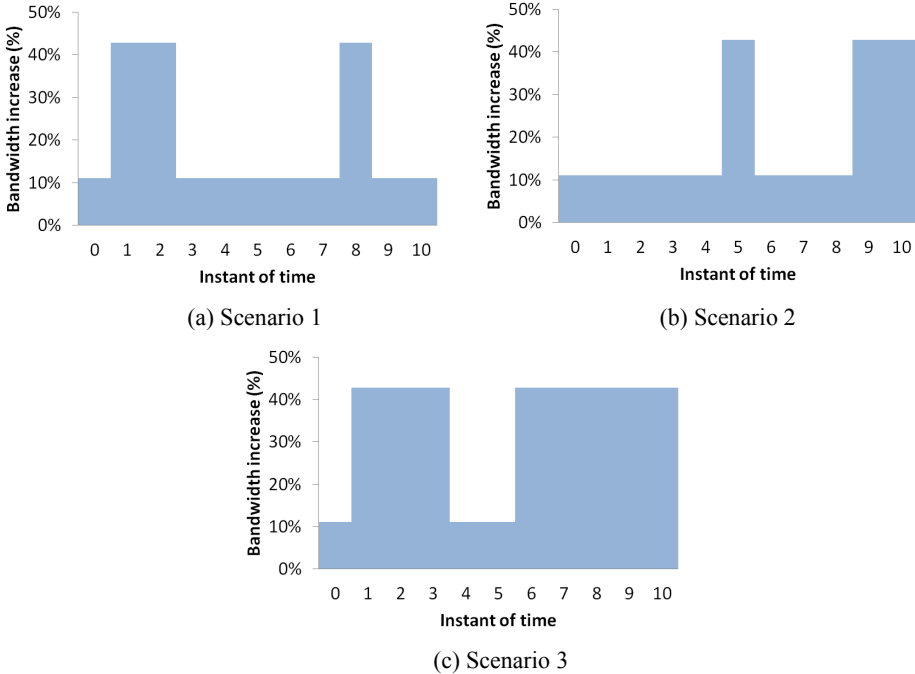 Bandwidth increase (%)
50%
40%
30%
20%
10%
0%
0 1 2 3 4 5 6 7 8 9 10
Instant of time
(a) Scenario 1
Bandwidth increase (%)
50%
40%
30%
20%
10%
0%
0 1 2 3 4 5 6 7 8 9 10
Instant of time
(b) Scenario 2
Bandwidth increase (%)
50%
40%
30%
20%
10%
0%
0 1 2 3 4 5 6 7 8 9 10
Instant of time
(c) Scenario 3